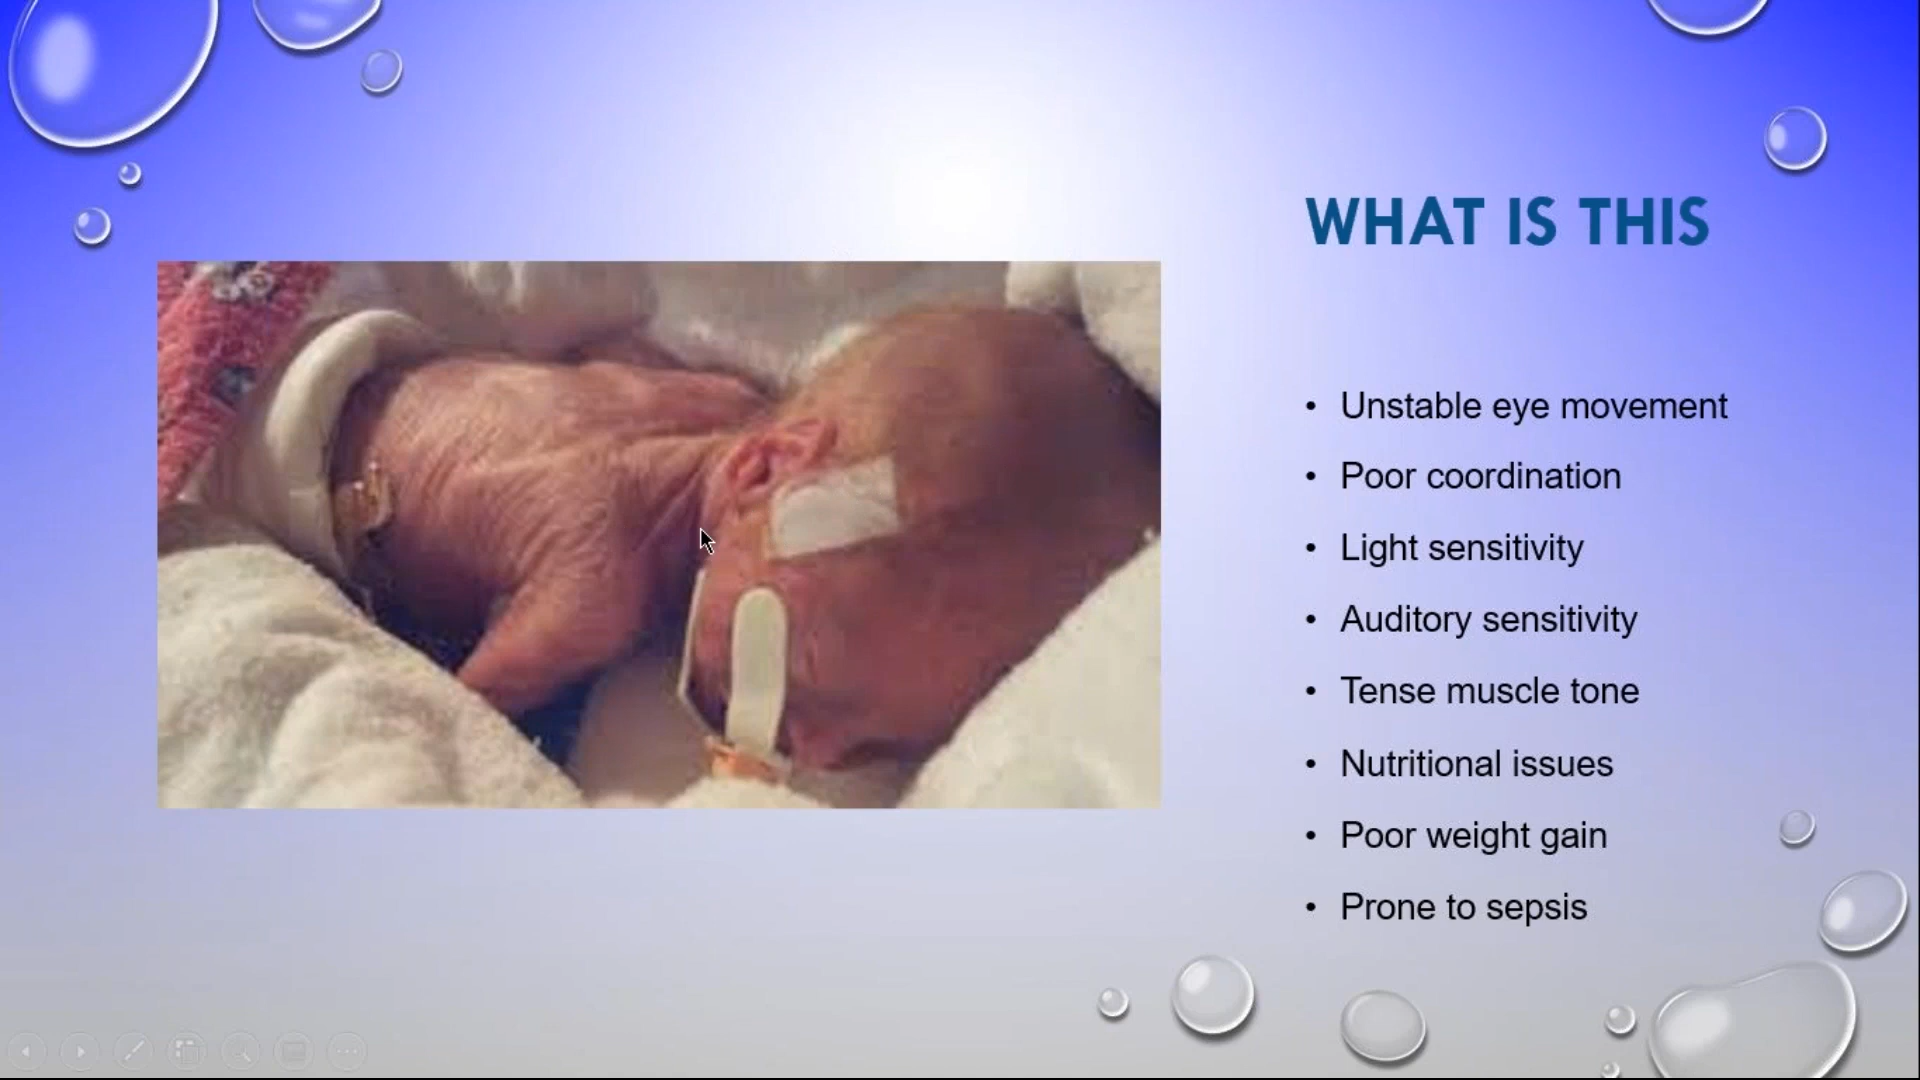 WHAT IS THIS
• Unstable eye movement
• Poor coordination
• Light sensitivity
• Auditory sensitivity
• Tense muscle tone
• Nutritional issues
• Poor weight gain
• Prone to sepsis